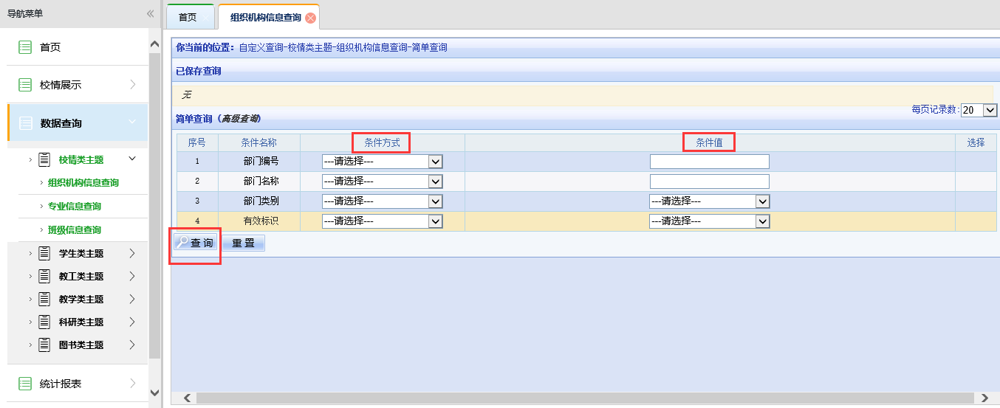 导航菜单
首页
校情展示
数据查询
校情类主题
组织机构信息查询
专业信息查询
班级信息查询
学生类主题
教工类主题
教学类主题
科研类主题
图书类主题
统计报表
首页 组织机构信息查询
你当前的位置：自定义查询-校情类主题-组织机构信息查询-简单查询
已保存查询
无
每页记录数：20
简单查询（高级查询）
序号 条件名称 条件方式 条件值 选择
1 部门编号 ---请选择---
2 部门名称 ---请选择---
3 部门类别 ---请选择--- ---请选择---
4 有效标识 ---请选择--- ---请选择---
查 询 重 置